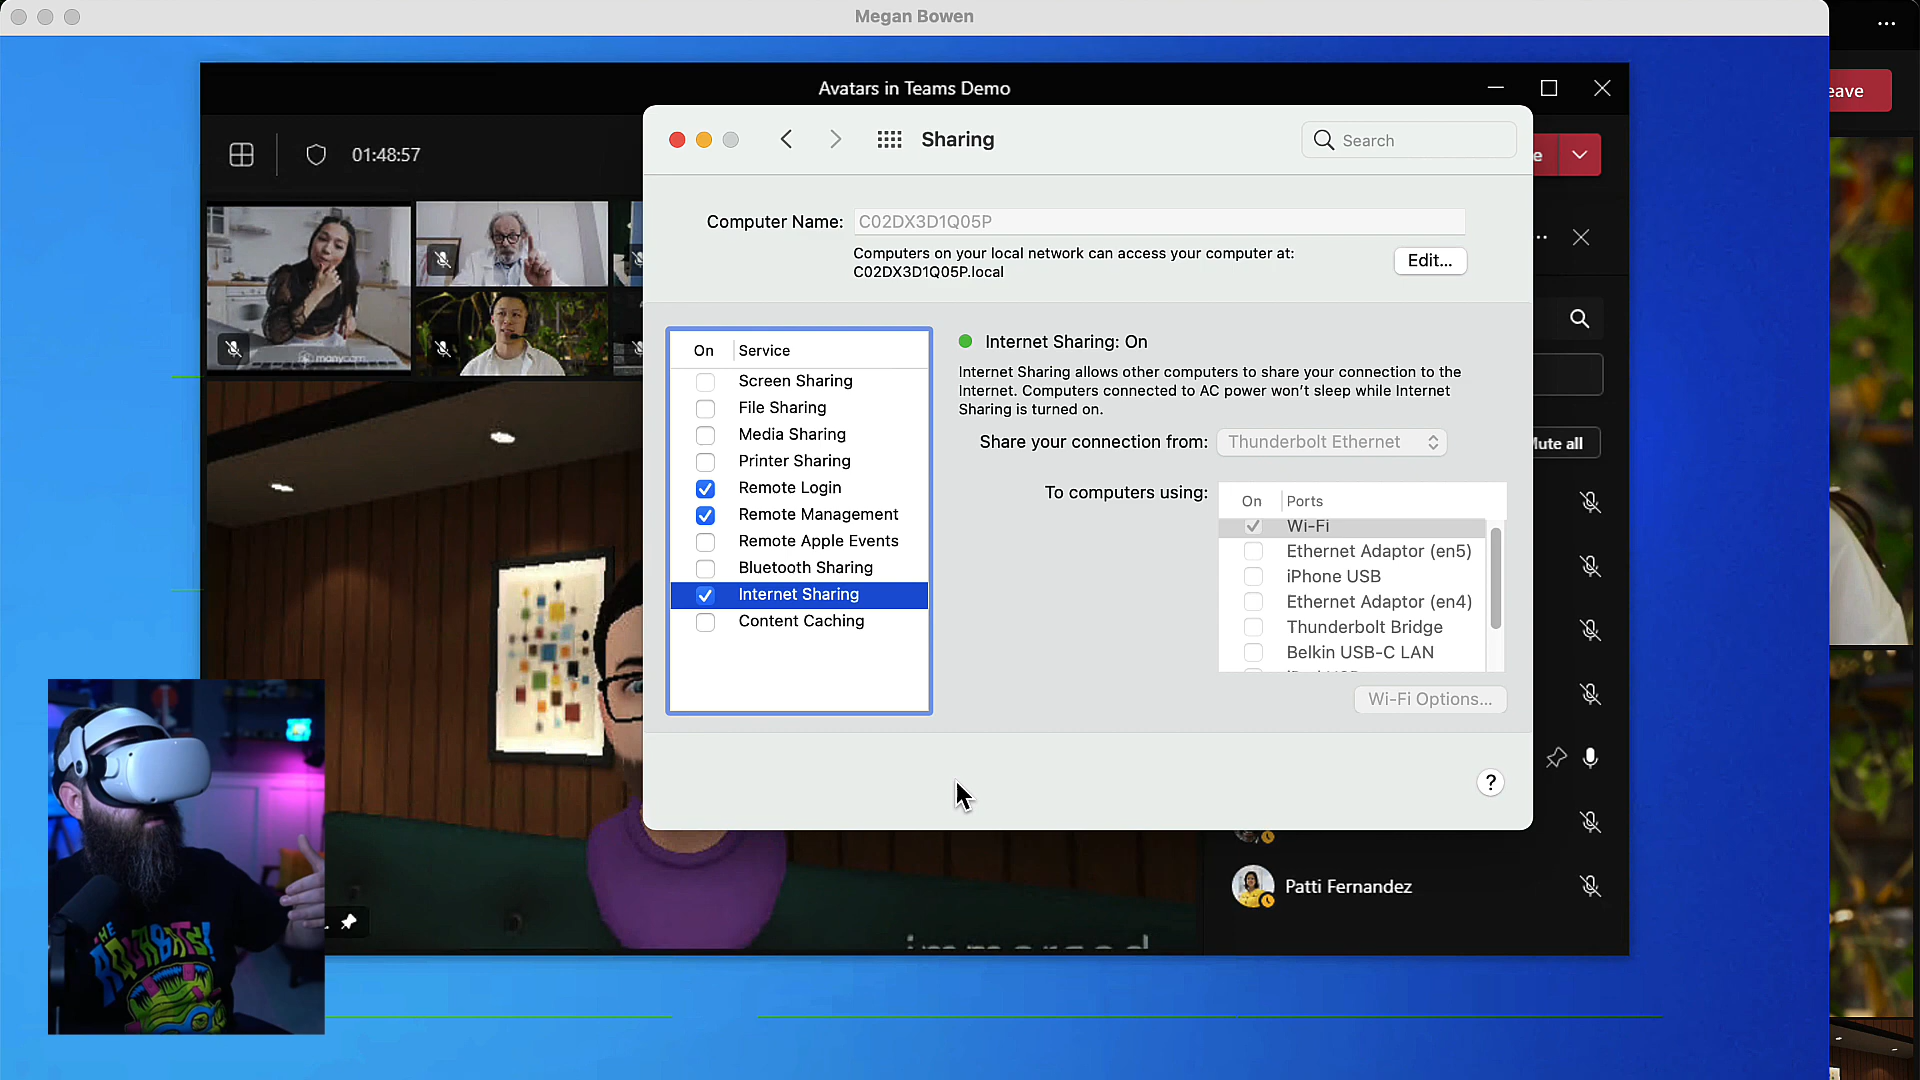 Megan Bowen
Avatars in Teams Demo
eave
01:48:57
Sharing
Search
Computer Name:
C02DX3D1Q05P
Computers on your local network can access your computer at:
C02DX3D1Q05P.local
Edit...
On Service
Screen Sharing
File Sharing
Media Sharing
Printer Sharing
Remote Login
Remote Management
Remote Apple Events
Bluetooth Sharing
Internet Sharing
Content Caching
Internet Sharing: On
Internet Sharing allows other computers to share your connection to the
Internet. Computers connected to AC power won't sleep while Internet
Sharing is turned on.
Share your connection from: Thunderbolt Ethernet
To computers using:
On Ports
Wi-Fi
Ethernet Adaptor (en5)
iPhone USB
Ethernet Adaptor (en4)
Thunderbolt Bridge
Belkin USB-C LAN
Wi-Fi Options...
?
Mute all
manycam
Patti Fernandez
immersed
THE
AQUABATS!